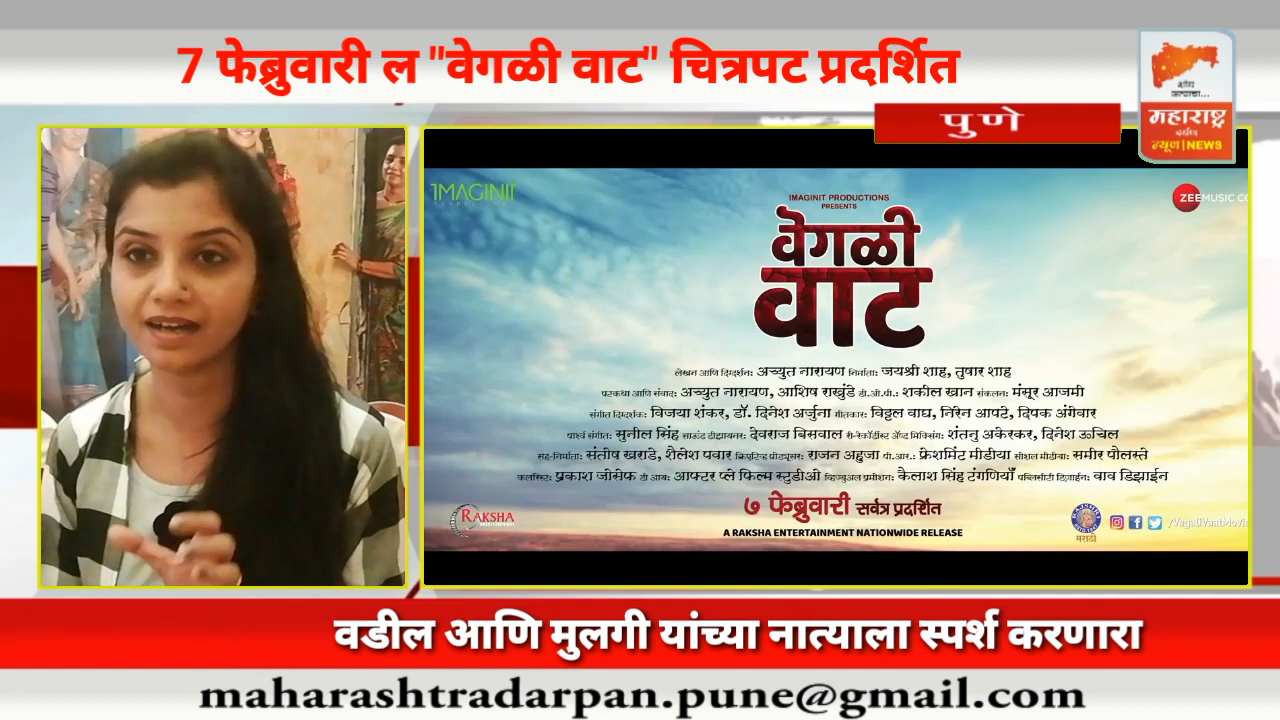 7 फेब्रुवारी ल "वेगळी वाट" चित्रपट प्रदर्शित
पुणे
महाराष्ट्र
दर्पण
न्यूज|NEWS
IMAGINIT PRODUCTIONS
PRESENTS
ZEE MUSIC CO
वेगळी
वाट
लेखन आणि दिग्दर्शन: अच्युत नारायण निर्माता: जयश्री शाह, तुषार शाह
पटकथा आणि संवाद: अच्युत नारायण, आशिष राखुंडे डी.ओ.पी.: शकील खान संकलन: मंसूर आजमी
संगीत दिग्दर्शक: विजया शंकर, डॉ. दिनेश अर्जुना गीतकार: विठ्ठल वाघ, निरेन आपटे, दिपक अंगेवार
पार्श्व संगीत: सुनील सिंह साऊंड डीझायनर: देवराज बिसवाल री-रेकॉर्डीस्ट अ‍ॅण्ड मिक्सिंग: शंतनु अकेरकर, दिनेश ऊचिल
सह-निर्माता: संतोष खराडे, शैलेश पवार क्रिएटिव्ह प्रोड्युसर: राजन अहुजा पी.आर.: फ्रेशमिंट मीडीया सोशल मीडीया: समीर पौलस्ते
कलरिस्ट: प्रकाश जोसेफ डी आय: आफ्टर प्ले फिल्म स्टुडीओ व्हिज्युअल प्रमोशन: कैलाश सिंह टंगणियाँ पब्लिसीटी डिझाईन: वाव डिझाईन
७ फेब्रुवारी सर्वत्र प्रदर्शित
A RAKSHA ENTERTAINMENT NATIONWIDE RELEASE
RAKSHA
मराठी
/VegaliVaatMovie
वडील आणि मुलगी यांच्या नात्याला स्पर्श करणारा
maharashtradarpan.pune@gmail.com